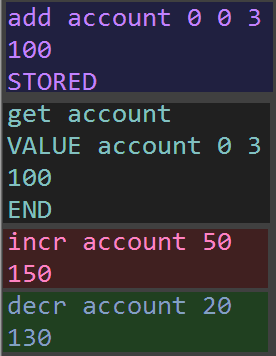 add account 0 0 3
100
STORED
get account
VALUE account 0 3
100
END
incr account 50
150
decr account 20
130